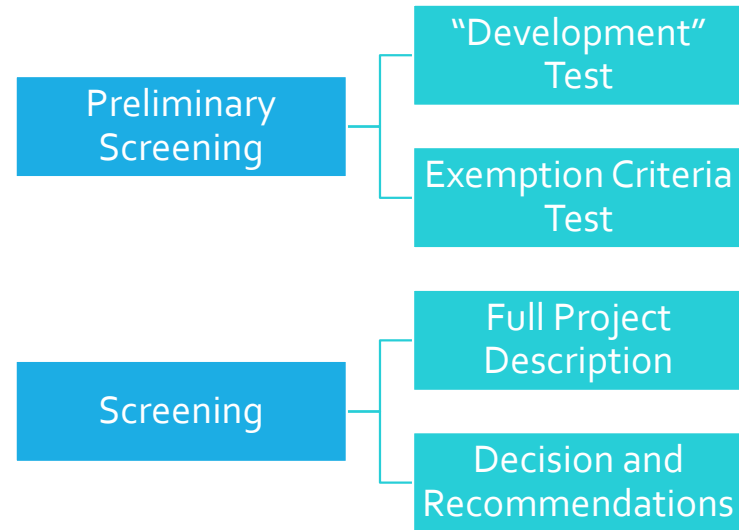 Preliminary
Screening
“Development”
Test
Exemption Criteria
Test
Screening
Full Project
Description
Decision and
Recommendations